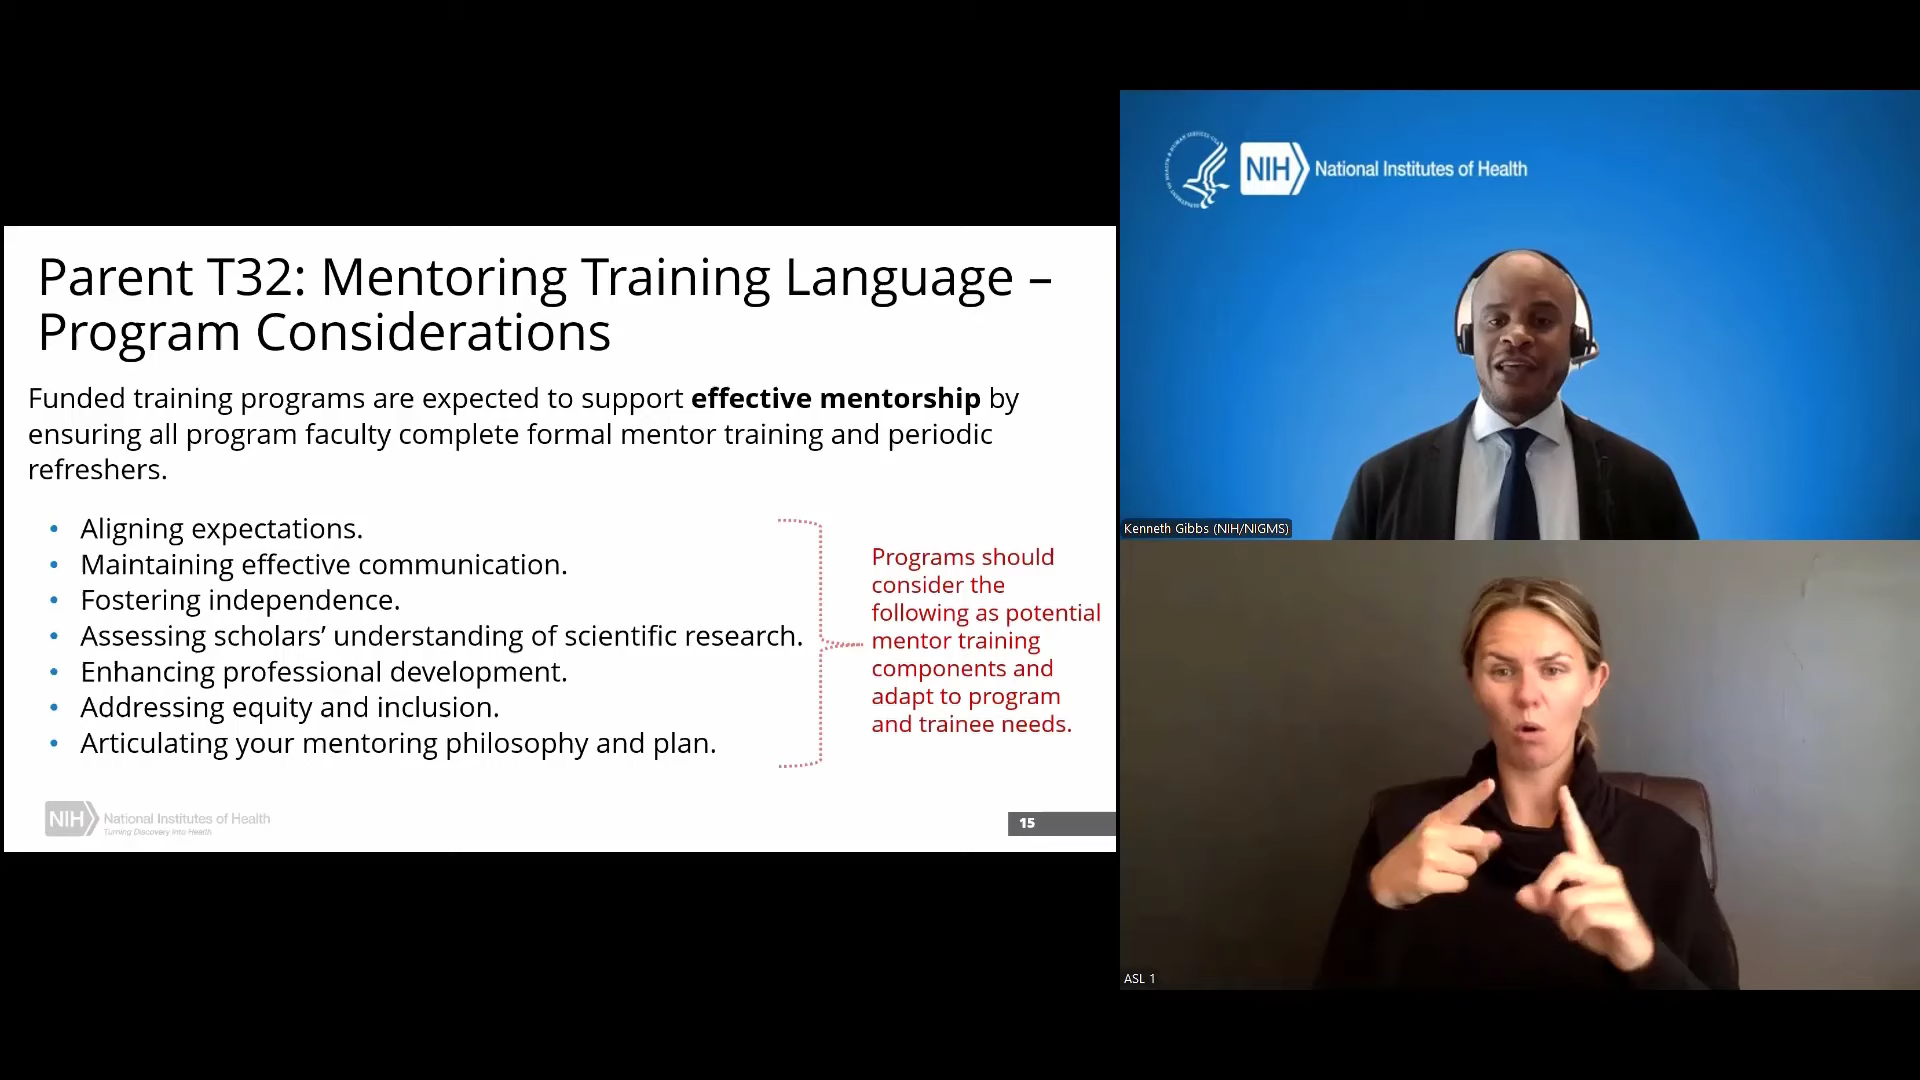 Parent T32: Mentoring Training Language –
Program Considerations
Funded training programs are expected to support effective mentorship by
ensuring all program faculty complete formal mentor training and periodic
refreshers.
• Aligning expectations.
• Maintaining effective communication.
• Fostering independence.
• Assessing scholars’ understanding of scientific research.
• Enhancing professional development.
• Addressing equity and inclusion.
• Articulating your mentoring philosophy and plan.
Programs should
consider the
following as potential
mentor training
components and
adapt to program
and trainee needs.
NIH National Institutes of Health
Turning Discovery Into Health
15
NIH National Institutes of Health
Kenneth Gibbs (NIH/NIGMS)
ASL 1